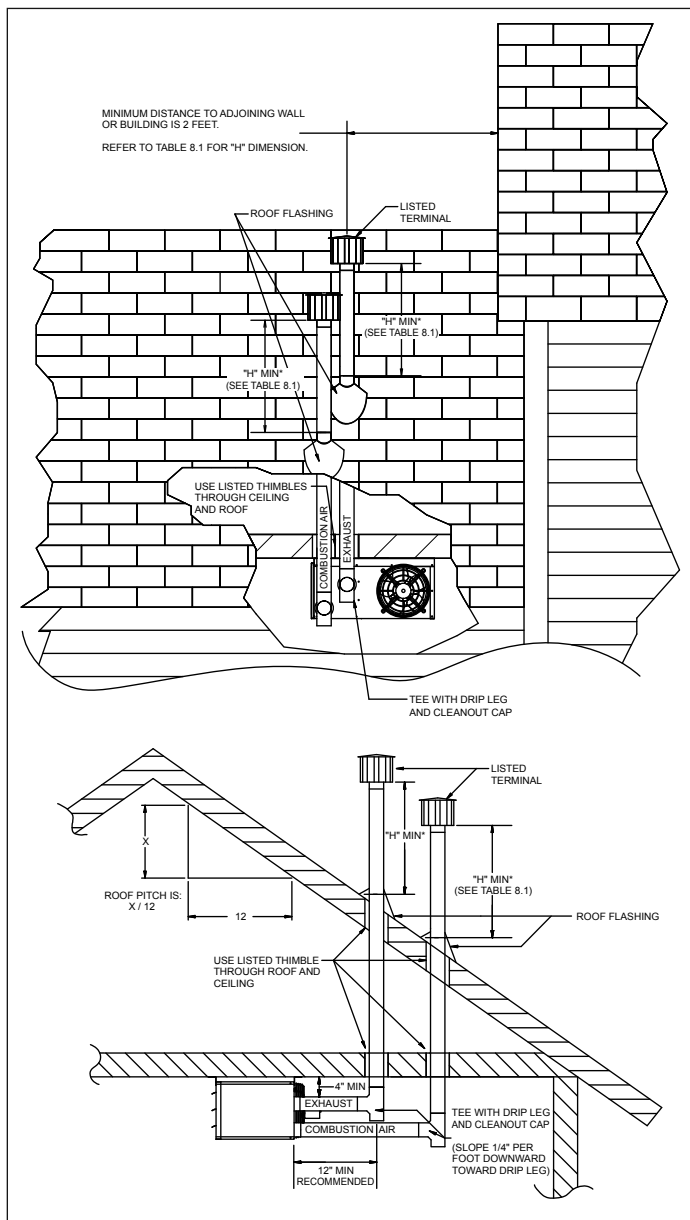 MINIMUM DISTANCE TO ADJOINING WALL
OR BUILDING IS 2 FEET.
REFER TO TABLE 8.1 FOR "H" DIMENSION.
ROOF FLASHING
LISTED
TERMINAL
"H" MIN*
(SEE TABLE 8.1)
"H" MIN*
(SEE TABLE 8.1)
USE LISTED THIMBLES
THROUGH CEILING
AND ROOF
COMBUSTION AIR
EXHAUST
TEE WITH DRIP LEG
AND CLEANOUT CAP
LISTED
TERMINAL
X
"H" MIN*
"H" MIN*
(SEE TABLE 8.1)
ROOF PITCH IS:
X / 12
12
ROOF FLASHING
USE LISTED THIMBLE
THROUGH ROOF AND
CEILING
4" MIN
EXHAUST
COMBUSTION AIR
TEE WITH DRIP LEG
AND CLEANOUT CAP
(SLOPE 1/4" PER
FOOT DOWNWARD
TOWARD DRIP LEG)
12" MIN
RECOMMENDED